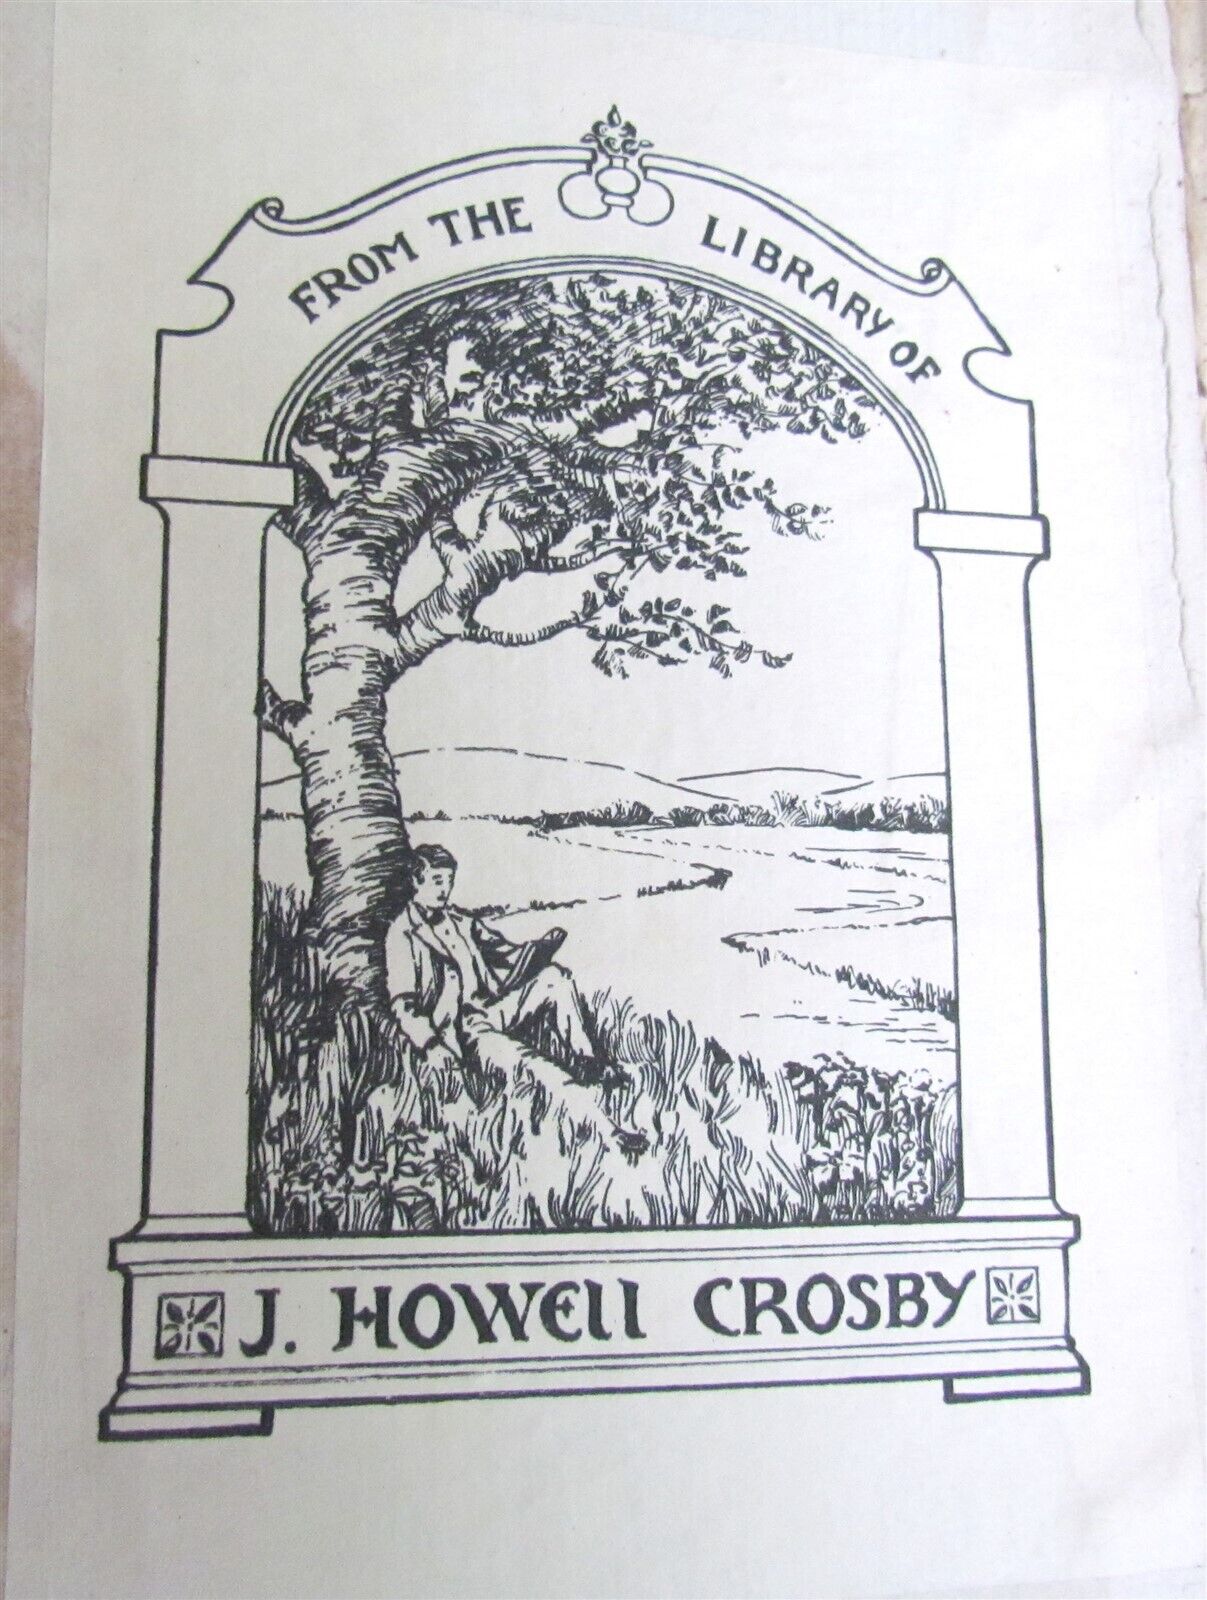 FROM THE LIBRARY OF
J. HOWEll CROSBY